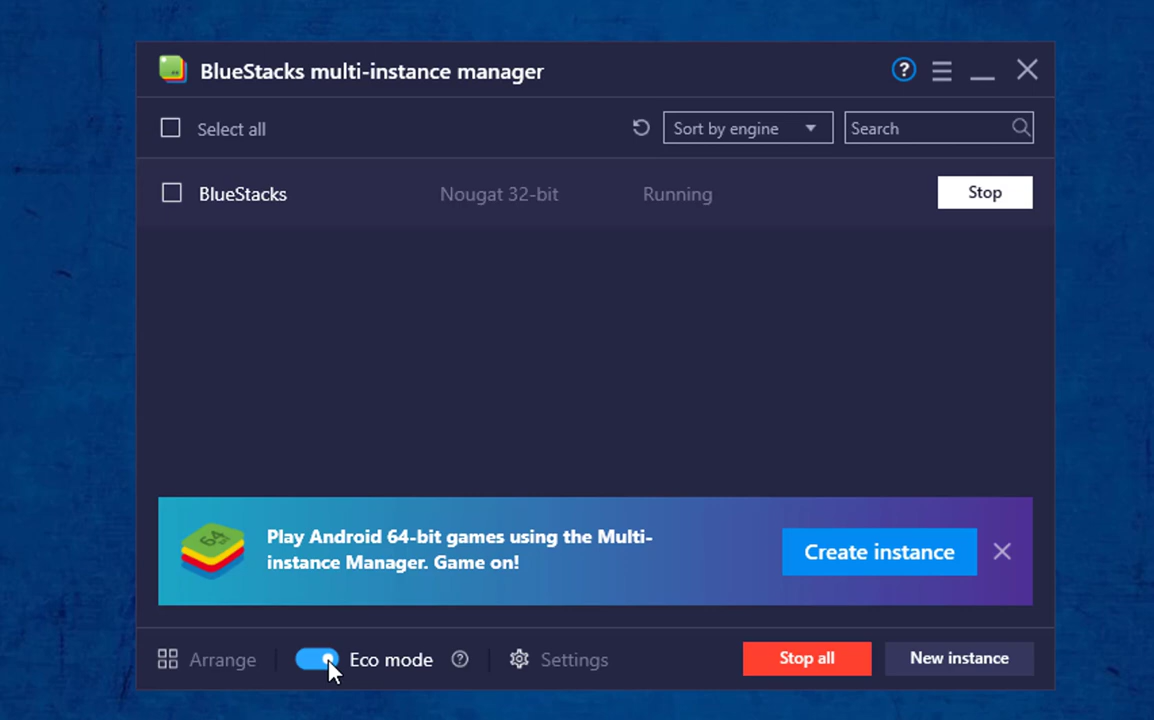 BlueStacks multi-instance manager
?
Select all
Sort by engine
Search
BlueStacks Nougat 32-bit Running Stop
64
BIT
Play Android 64-bit games using the Multi-
instance Manager. Game on!
Create instance
Arrange Eco mode ? Settings Stop all New instance